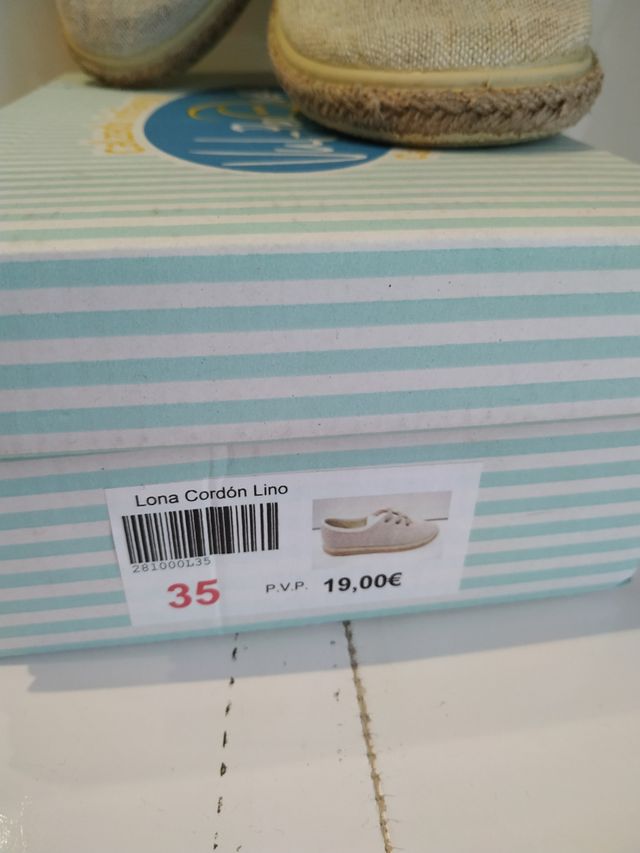 Lona Cordón Lino
281000L35
35
P.V.P. 19,00€